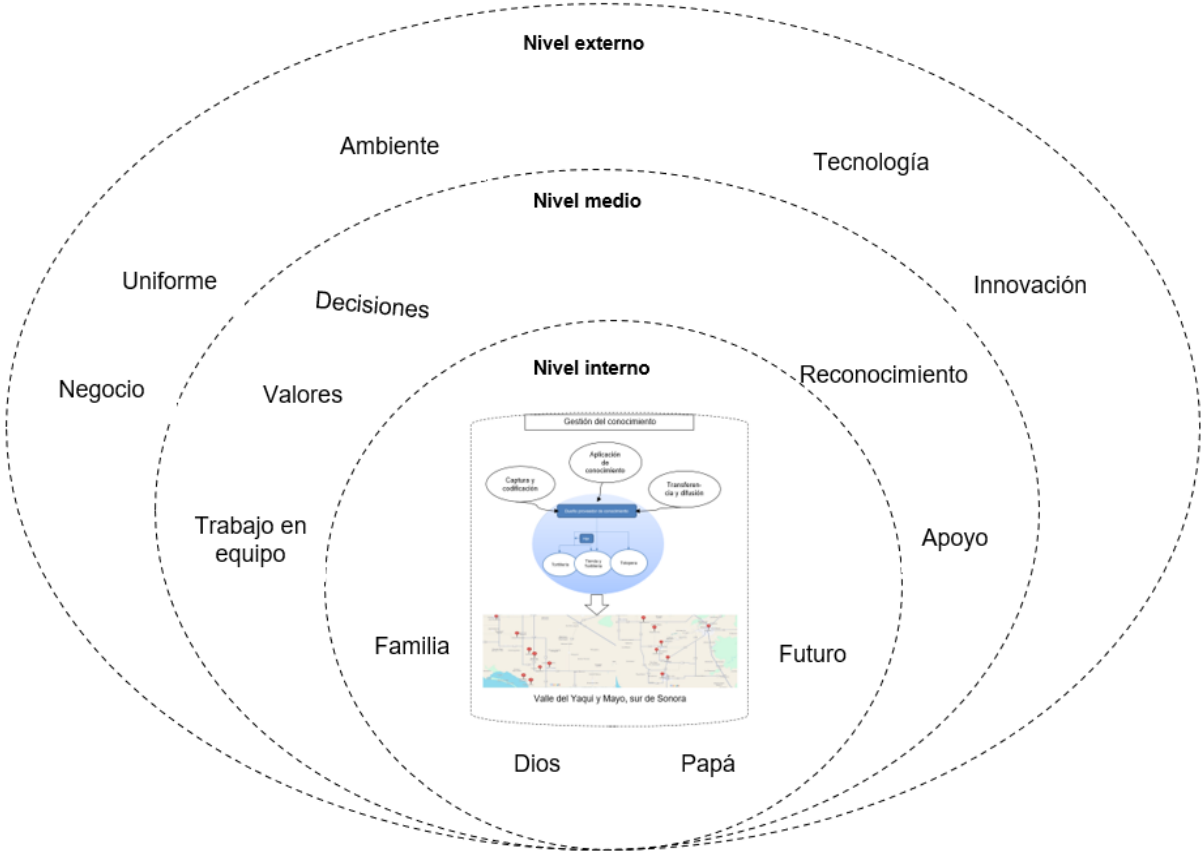 Nivel externo
Ambiente
Tecnología
Nivel medio
Uniforme
Decisiones
Innovación
Nivel interno
Negocio
Valores
Reconocimiento
Gestión del conocimiento
Aplicación
de
conocimiento
Captura y
codificación
Transferen-
cia y difusión
Trabajo en
equipo
Apoyo
Familia
Futuro
Valle del Yaqui y Mayo, sur de Sonora
Dios
Papá